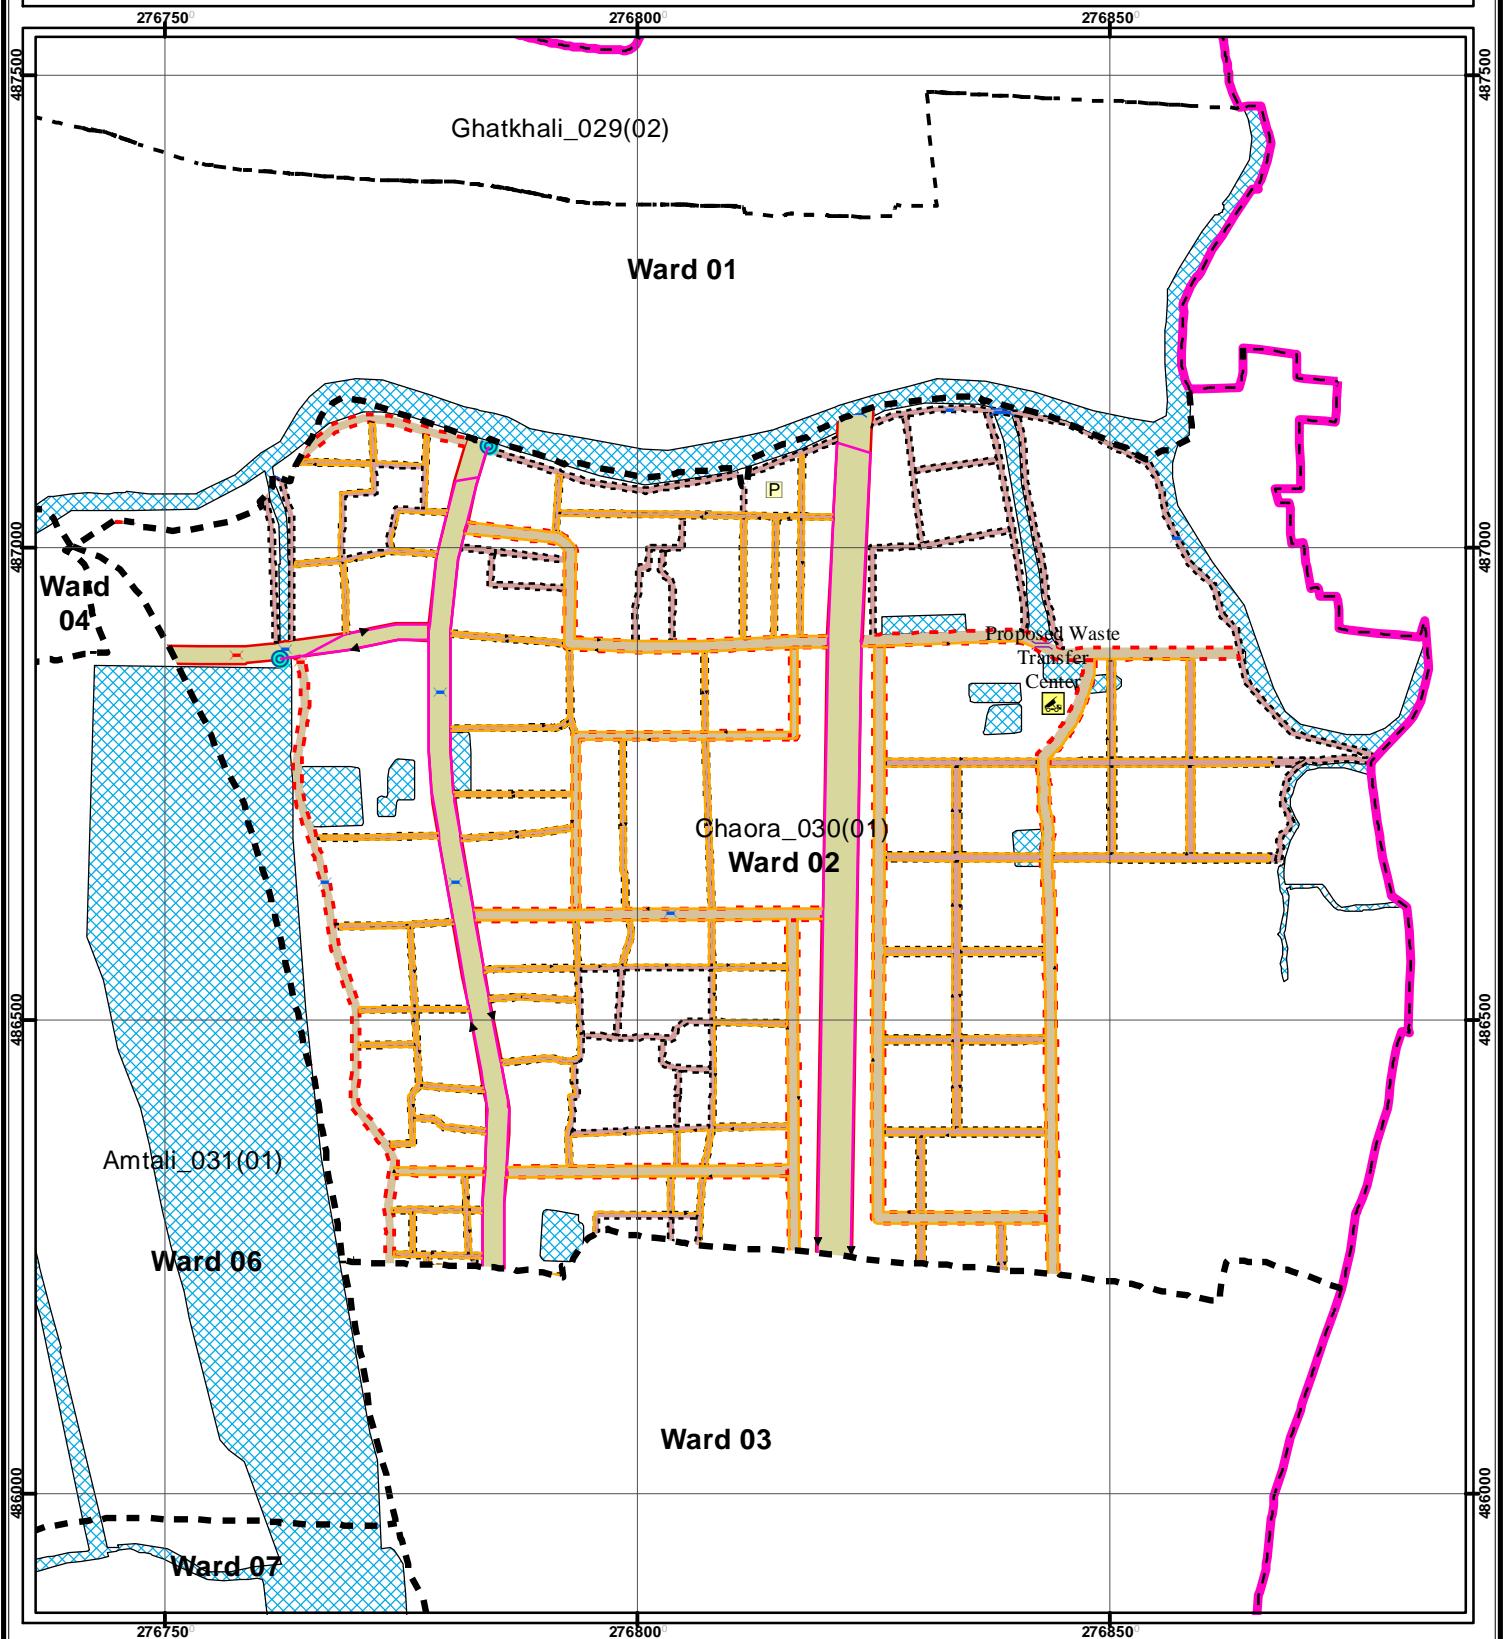 276750 276800 276850
487500 487500
Ghatkhali_029(02)
Ward 01
P
487000 487000
Ward
04
Proposed Waste
Transfer
Center
Chaora_030(01)
Ward 02
486500 486500
Amtali_031(01)
Ward 06
Ward 03
486000 486000
Ward 07
276750 276800 276850